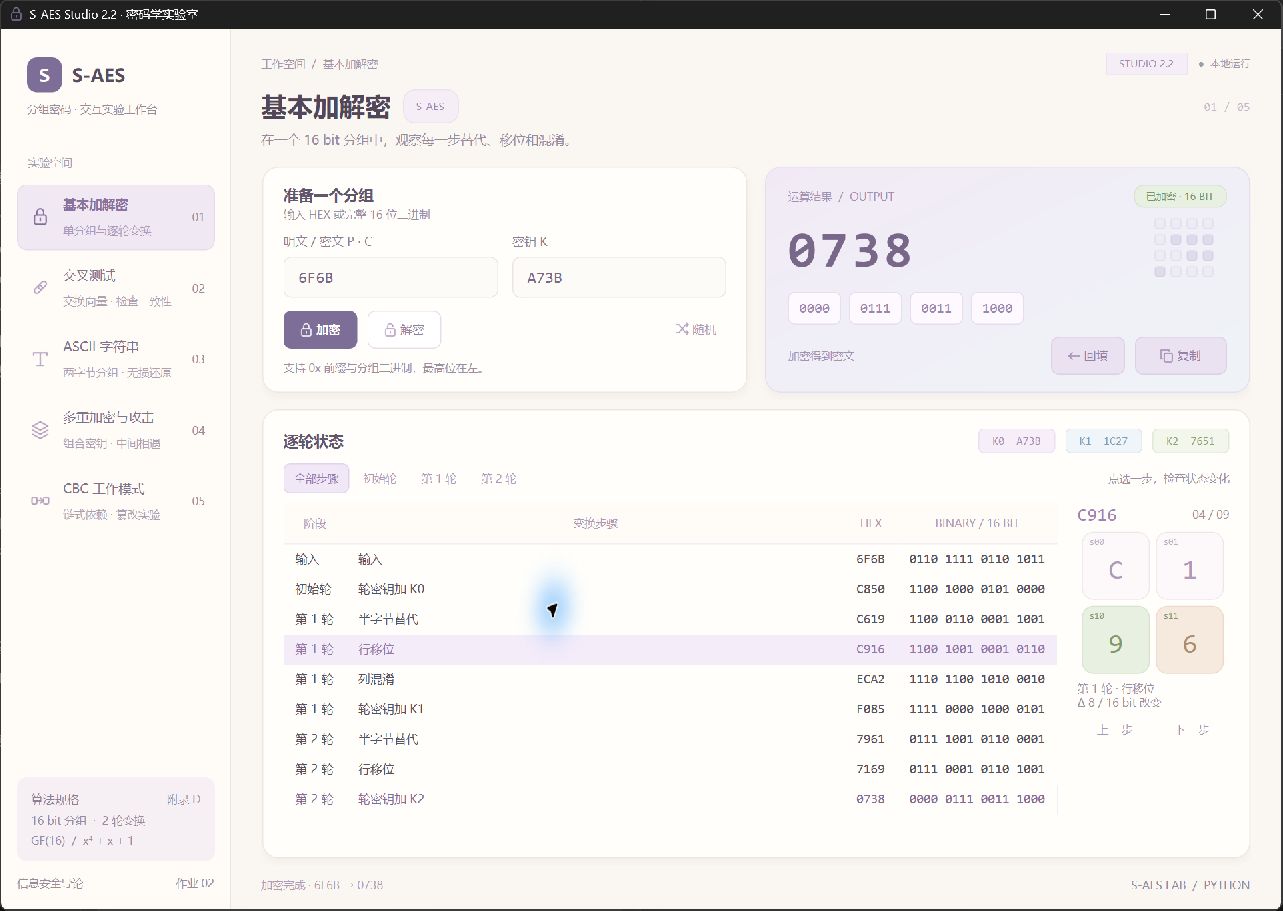 S-AES Studio 2.2 · 密码学实验室
S
S-AES
分组密码 · 交互实验工作台
实验空间
基本加解密
单分组与逐轮变换
01
交叉测试
交换向量 · 检查一致性
02
ASCII 字符串
两字节分组 · 无损还原
03
多重加密与攻击
组合密钥 · 中间相遇
04
CBC 工作模式
链式依赖 · 篡改实验
05
算法规格
附录 D
16 bit 分组 · 2 轮变换
GF(16) / x⁴ + x + 1
信息安全导论
作业 02
工作空间 / 基本加解密
STUDIO 2.2
本地运行
基本加解密
S-AES
01 / 05
在一个 16 bit 分组中，观察每一步替代、移位和混淆。
准备一个分组
输入 HEX 或完整 16 位二进制
明文 / 密文 P · C
密钥 K
6F6B
A73B
加密
解密
随机
支持 0x 前缀与分组二进制，最高位在左。
运算结果 / OUTPUT
已加密 · 16 BIT
0738
0000 0111 0011 1000
加密得到密文
← 回填
复制
逐轮状态
K0 A73B
K1 1C27
K2 7651
全部步骤 初始轮 第 1 轮 第 2 轮
点选一步，检查状态变化
阶段 变换步骤 HEX BINARY / 16 BIT
输入 输入 6F6B 0110 1111 0110 1011
初始轮 轮密钥加 K0 C850 1100 1000 0101 0000
第 1 轮 半字节替代 C619 1100 0110 0001 1001
第 1 轮 行移位 C916 1100 1001 0001 0110
第 1 轮 列混淆 ECA2 1110 1100 1010 0010
第 1 轮 轮密钥加 K1 F085 1111 0000 1000 0101
第 2 轮 半字节替代 7961 0111 1001 0110 0001
第 2 轮 行移位 7169 0111 0001 0110 1001
第 2 轮 轮密钥加 K2 0738 0000 0111 0011 1000
C916
04 / 09
s00
C
s01
1
s10
9
s11
6
第 1 轮 · 行移位
Δ 8 / 16 bit 改变
上一步
下一步
加密完成 · 6F6B → 0738
S-AES LAB / PYTHON